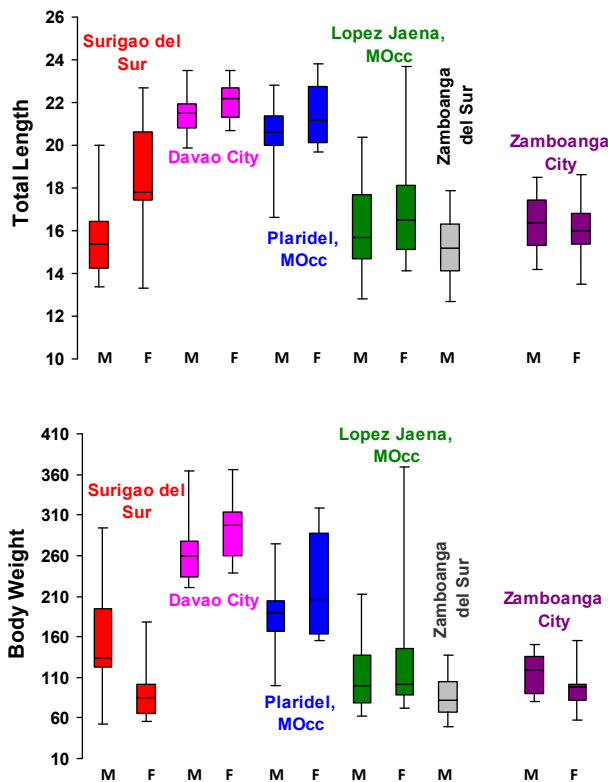 Total Length
26
24
22
20
18
16
14
12
10
Surigao del
Sur
Davao City
Plaridel,
MOcc
Lopez Jaena,
MOcc
Zamboanga
del Sur
Zamboanga
City
M F M F M F M F M M F
Body Weight
410
360
310
260
210
160
110
60
10
Surigao del
Sur
Davao City
Plaridel,
MOcc
Lopez Jaena,
MOcc
Zamboanga
del Sur
Zamboanga
City
M F M F M F M F M M F